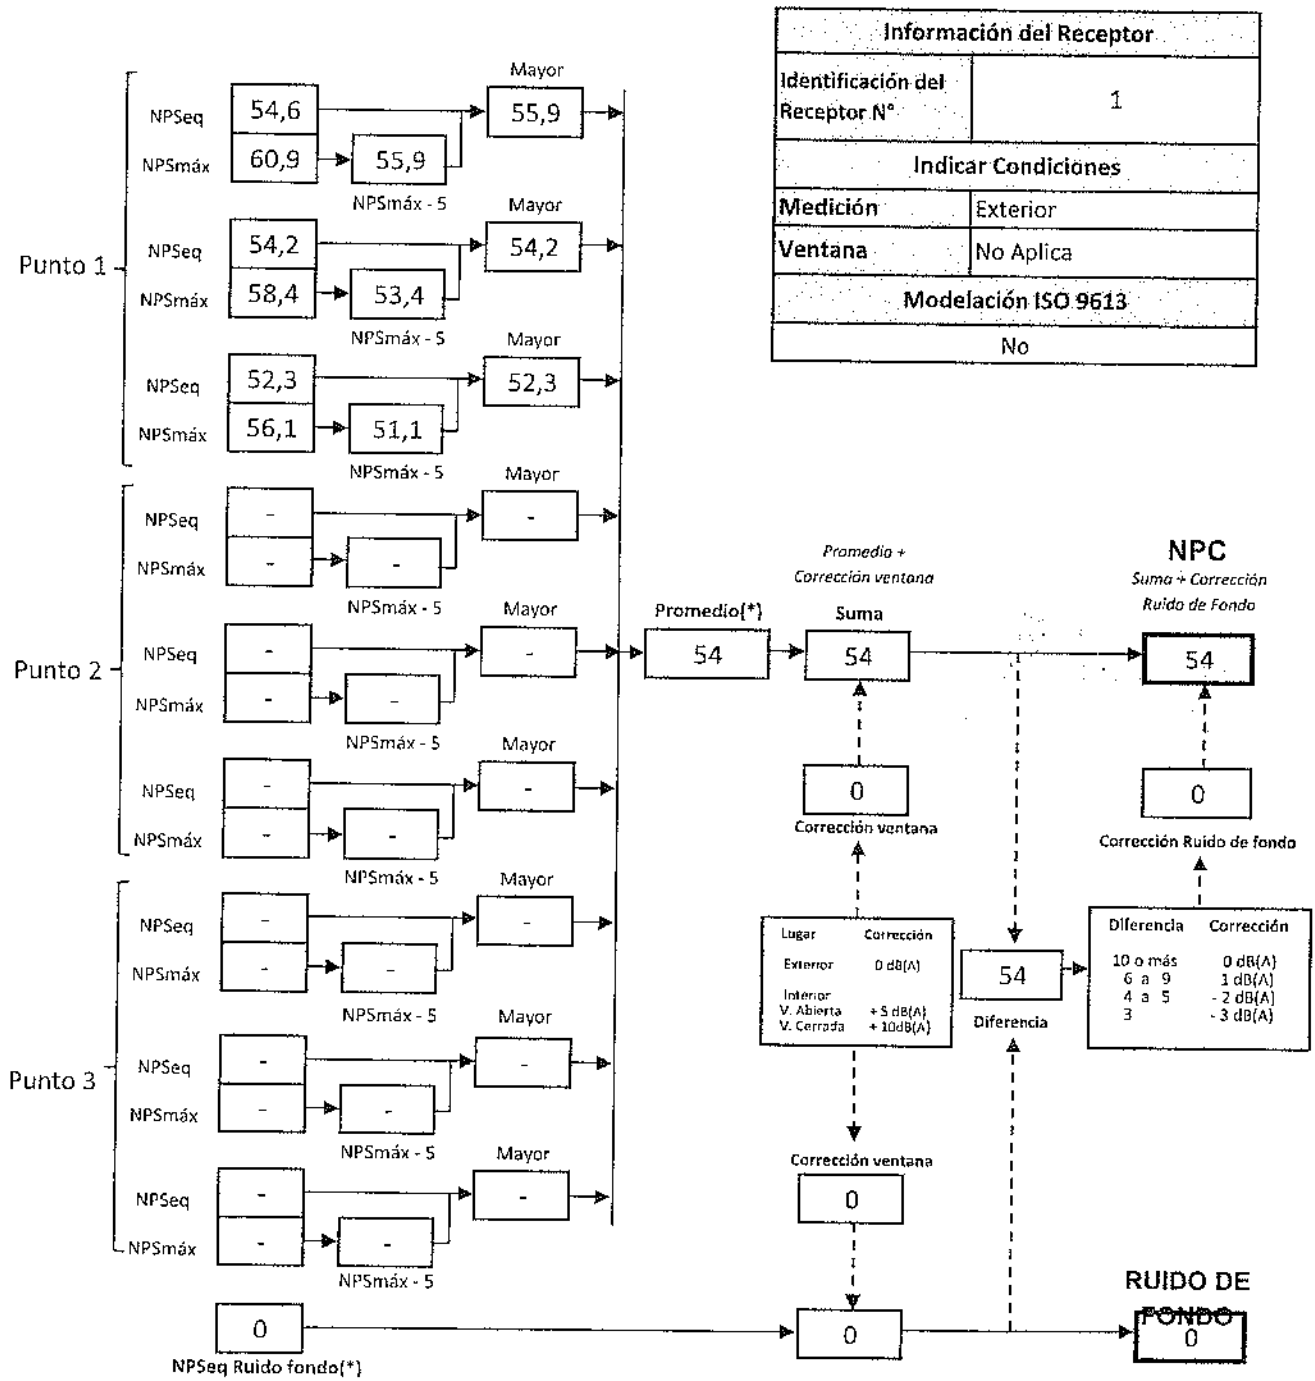 Información del Receptor
Identificación del Receptor N° 1
Indicar Condiciones
Medición Exterior
Ventana No Aplica
Modelación ISO 9613
No
Punto 1
Mayor
NPSeq 54,6 55,9
NPSmáx 60,9 55,9
NPSmáx - 5
Mayor
NPSeq 54,2 54,2
NPSmáx 58,4 53,4
NPSmáx - 5
Mayor
NPSeq 52,3 52,3
NPSmáx 56,1 51,1
NPSmáx - 5
Punto 2
Mayor
NPSeq - -
NPSmáx - -
NPSmáx - 5
Mayor
NPSeq - -
NPSmáx - -
NPSmáx - 5
Mayor
NPSeq - -
NPSmáx - -
NPSmáx - 5
Punto 3
Mayor
NPSeq - -
NPSmáx - -
NPSmáx - 5
Mayor
NPSeq - -
NPSmáx - -
NPSmáx - 5
Mayor
NPSeq - -
NPSmáx - -
NPSmáx - 5
0
NPSeq Ruido fondo(*)
Promedio(*)
54
Promedio +
Corrección ventana
Suma
54
0
Corrección ventana
Lugar Corrección
Exterior 0 dB(A)
Interior
V. Abierta + 5 dB(A)
V. Cerrada + 10dB(A)
Corrección ventana
0
0
54
Diferencia
NPC
Suma + Corrección
Ruido de Fondo
54
0
Corrección Ruido de fondo
Diferencia Corrección
10 o más 0 dB(A)
6 a 9 1 dB(A)
4 a 5 - 2 dB(A)
3 - 3 dB(A)
RUIDO DE
FONDO
0